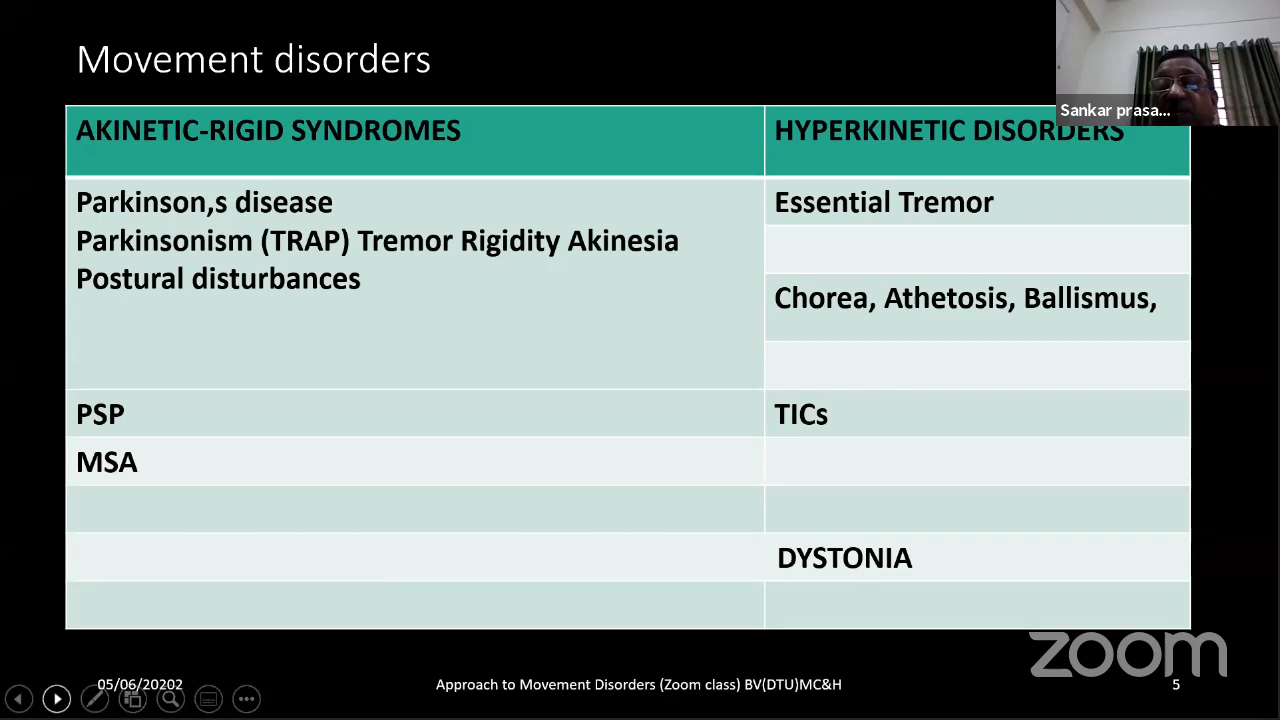 Movement disorders
Sankar prasa...
AKINETIC-RIGID SYNDROMES
HYPERKINETIC DISORDERS
Parkinson,s disease
Parkinsonism (TRAP) Tremor Rigidity Akinesia
Postural disturbances
Essential Tremor
Chorea, Athetosis, Ballismus,
PSP
TICs
MSA
DYSTONIA
zoom
05/06/20202
Approach to Movement Disorders (Zoom class) BV(DTU)MC&H
5